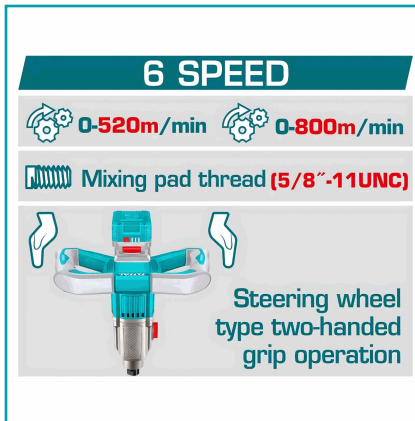 6 SPEED
0-520m/min 0-800m/min
Mixing pad thread (5/8″-11UNC)
TOTAL
Steering wheel
type two-handed
grip operation